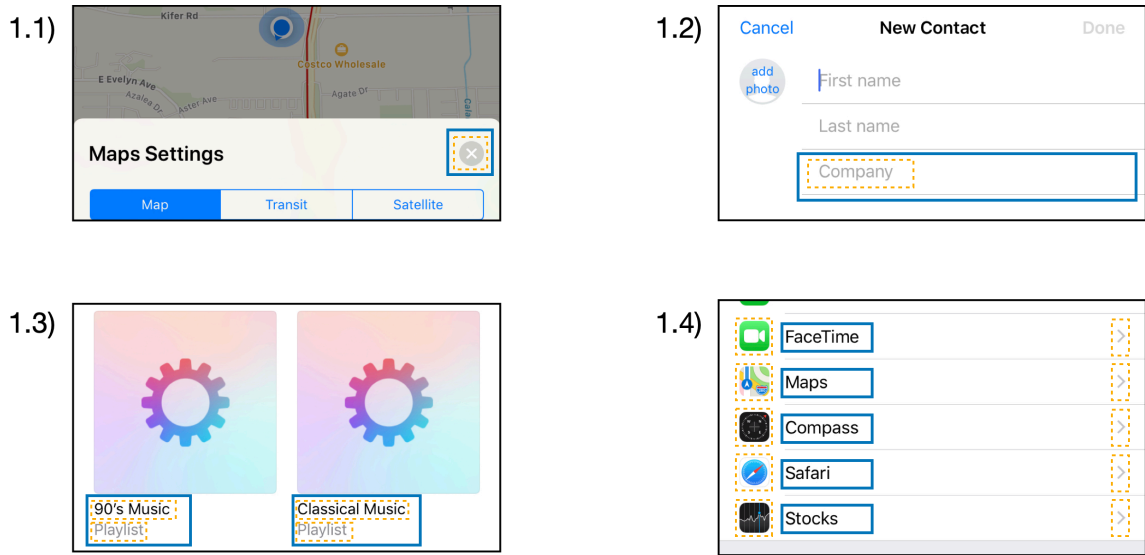 1.1)
Kifer Rd
Costco Wholesale
E Evelyn Ave
Azalea Dr
Aster Ave
Agate Dr
Maps Settings
Map Transit Satellite
1.2)
Cancel New Contact Done
add
photo
First name
Last name
Company
1.3)
90's Music
Playlist
Classical Music
Playlist
1.4)
FaceTime
Maps
Compass
Safari
Stocks